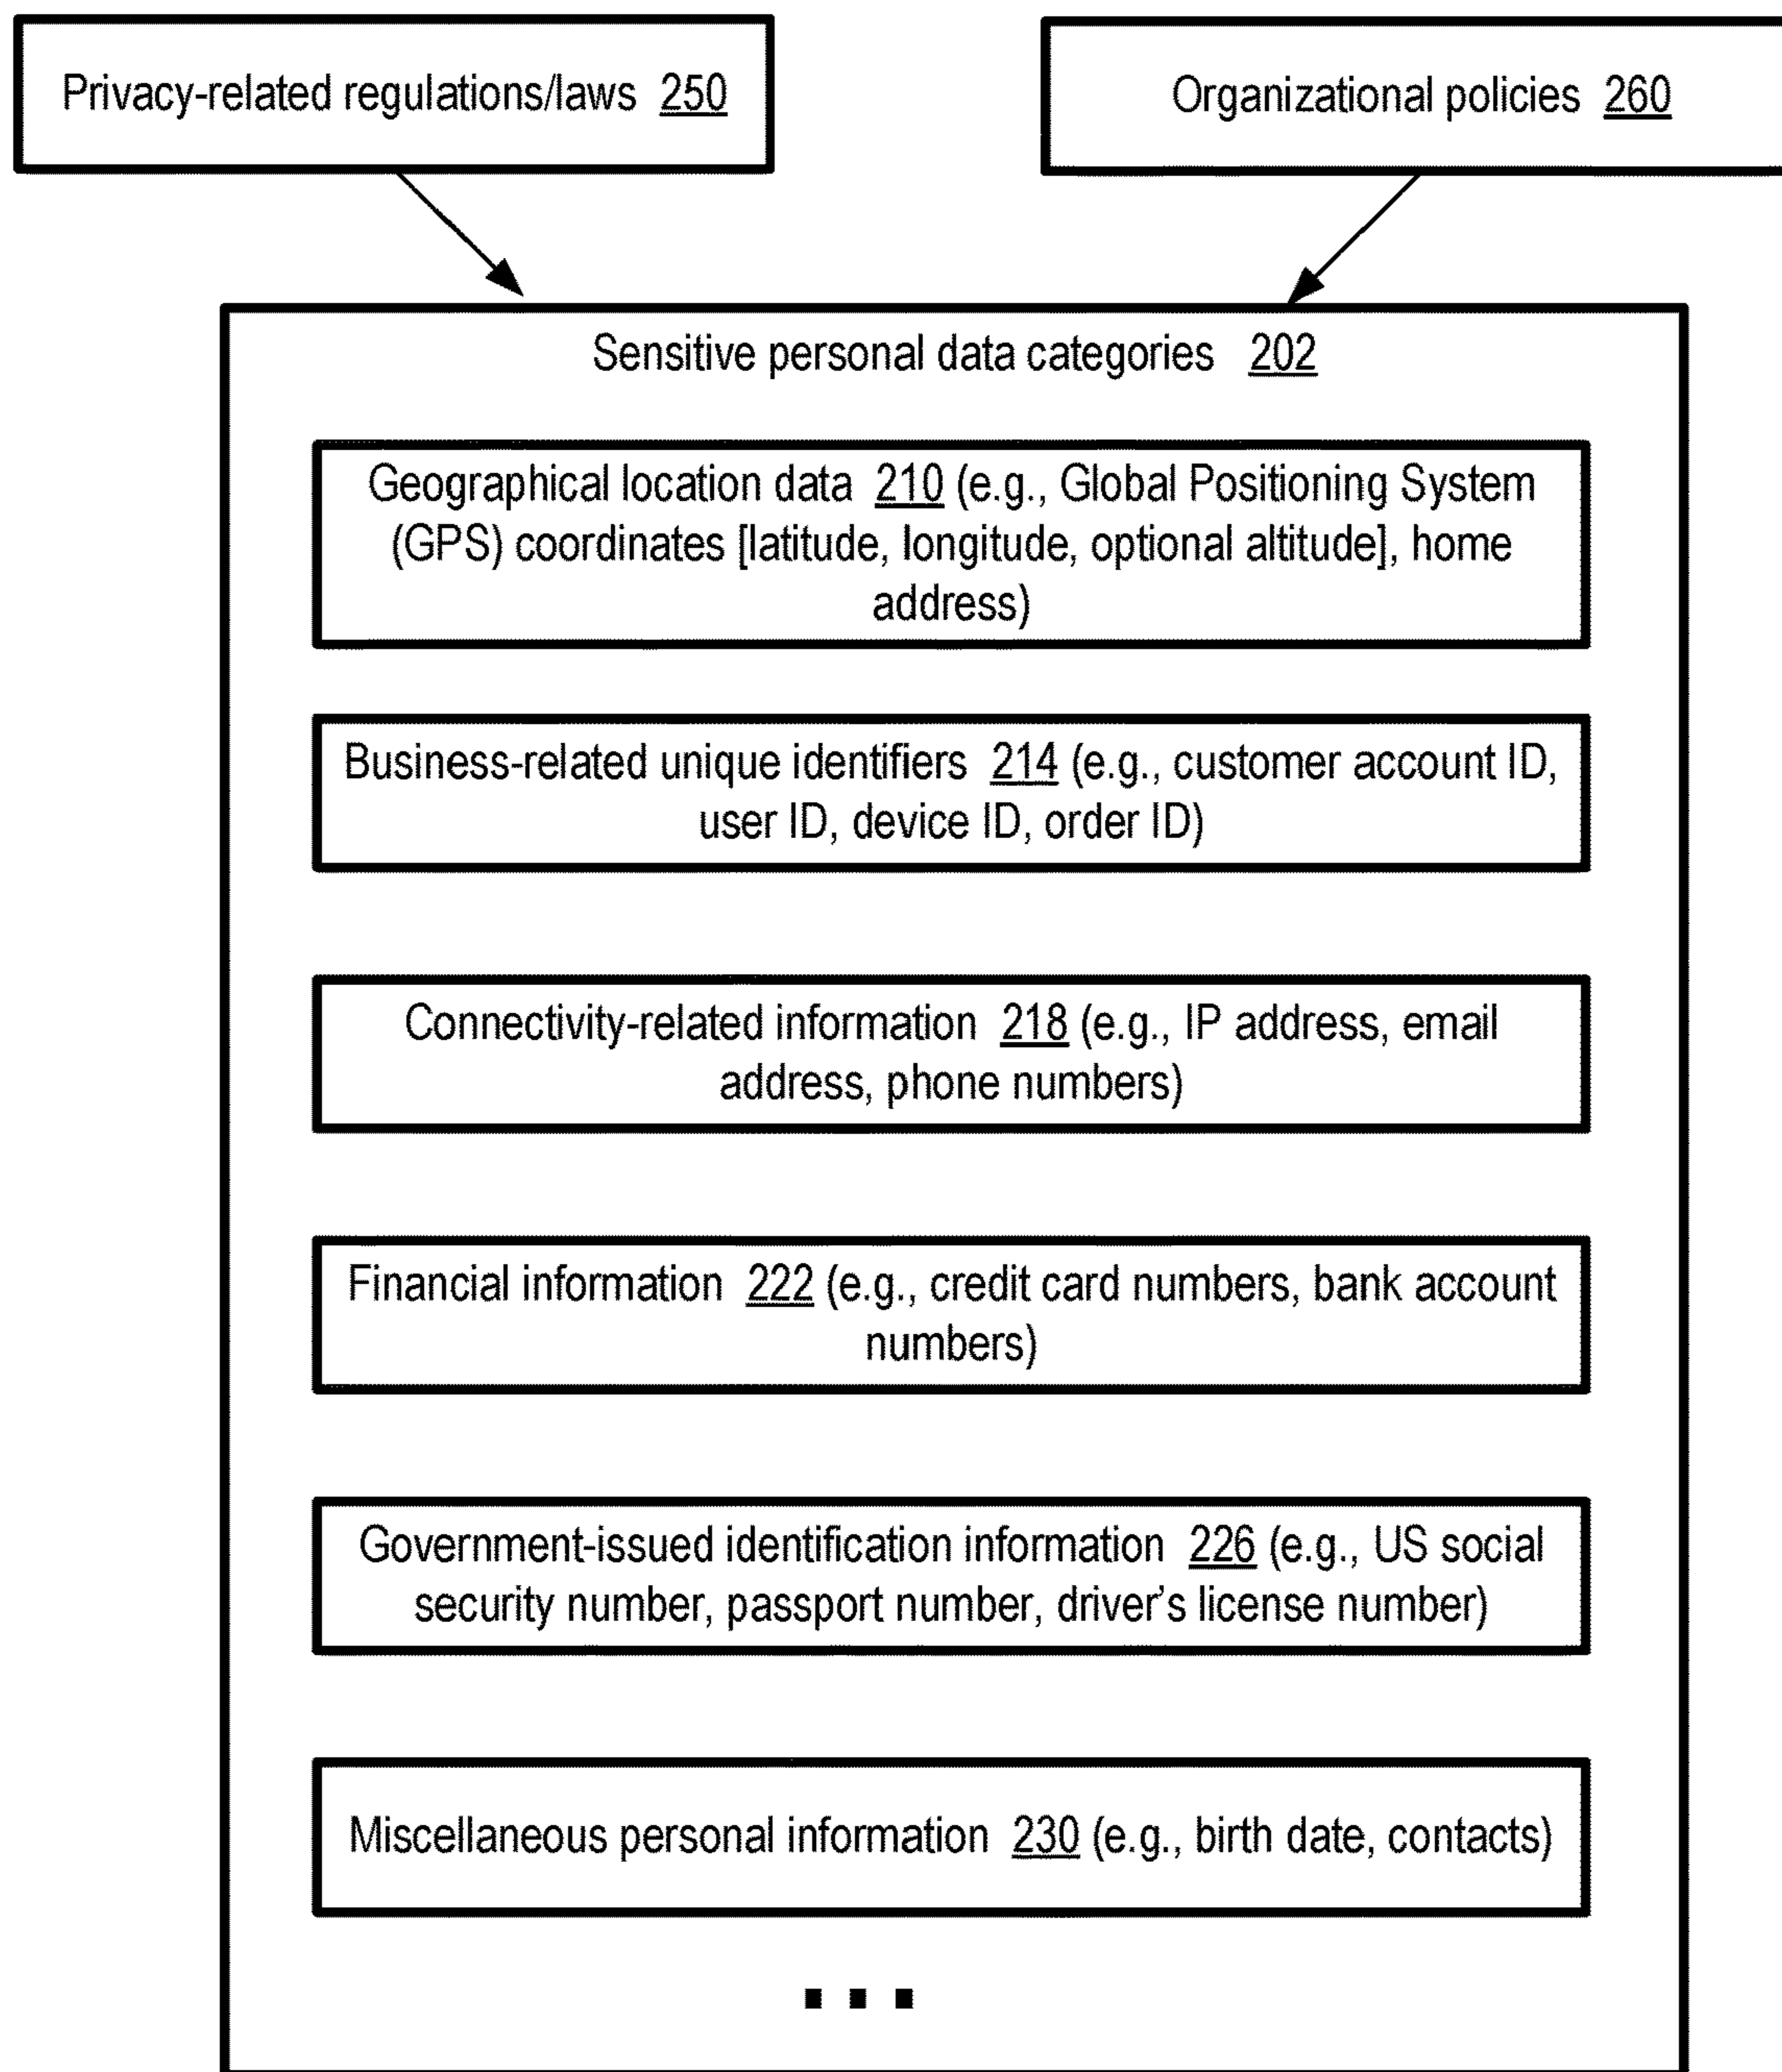 Privacy-related regulations/laws 250
Organizational policies 260
Sensitive personal data categories 202
Geographical location data 210 (e.g., Global Positioning System
(GPS) coordinates [latitude, longitude, optional altitude], home
address)
Business-related unique identifiers 214 (e.g., customer account ID,
user ID, device ID, order ID)
Connectivity-related information 218 (e.g., IP address, email
address, phone numbers)
Financial information 222 (e.g., credit card numbers, bank account
numbers)
Government-issued identification information 226 (e.g., US social
security number, passport number, driver’s license number)
Miscellaneous personal information 230 (e.g., birth date, contacts)
...